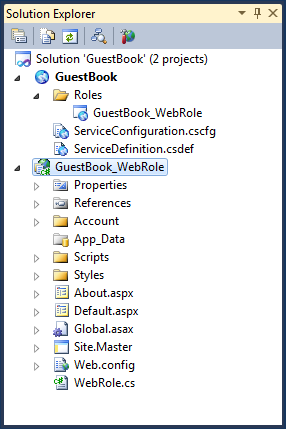 Solution Explorer
Solution 'GuestBook' (2 projects)
GuestBook
Roles
GuestBook_WebRole
ServiceConfiguration.cscfg
ServiceDefinition.csdef
GuestBook_WebRole
Properties
References
Account
App_Data
Scripts
Styles
About.aspx
Default.aspx
Global.asax
Site.Master
Web.config
WebRole.cs